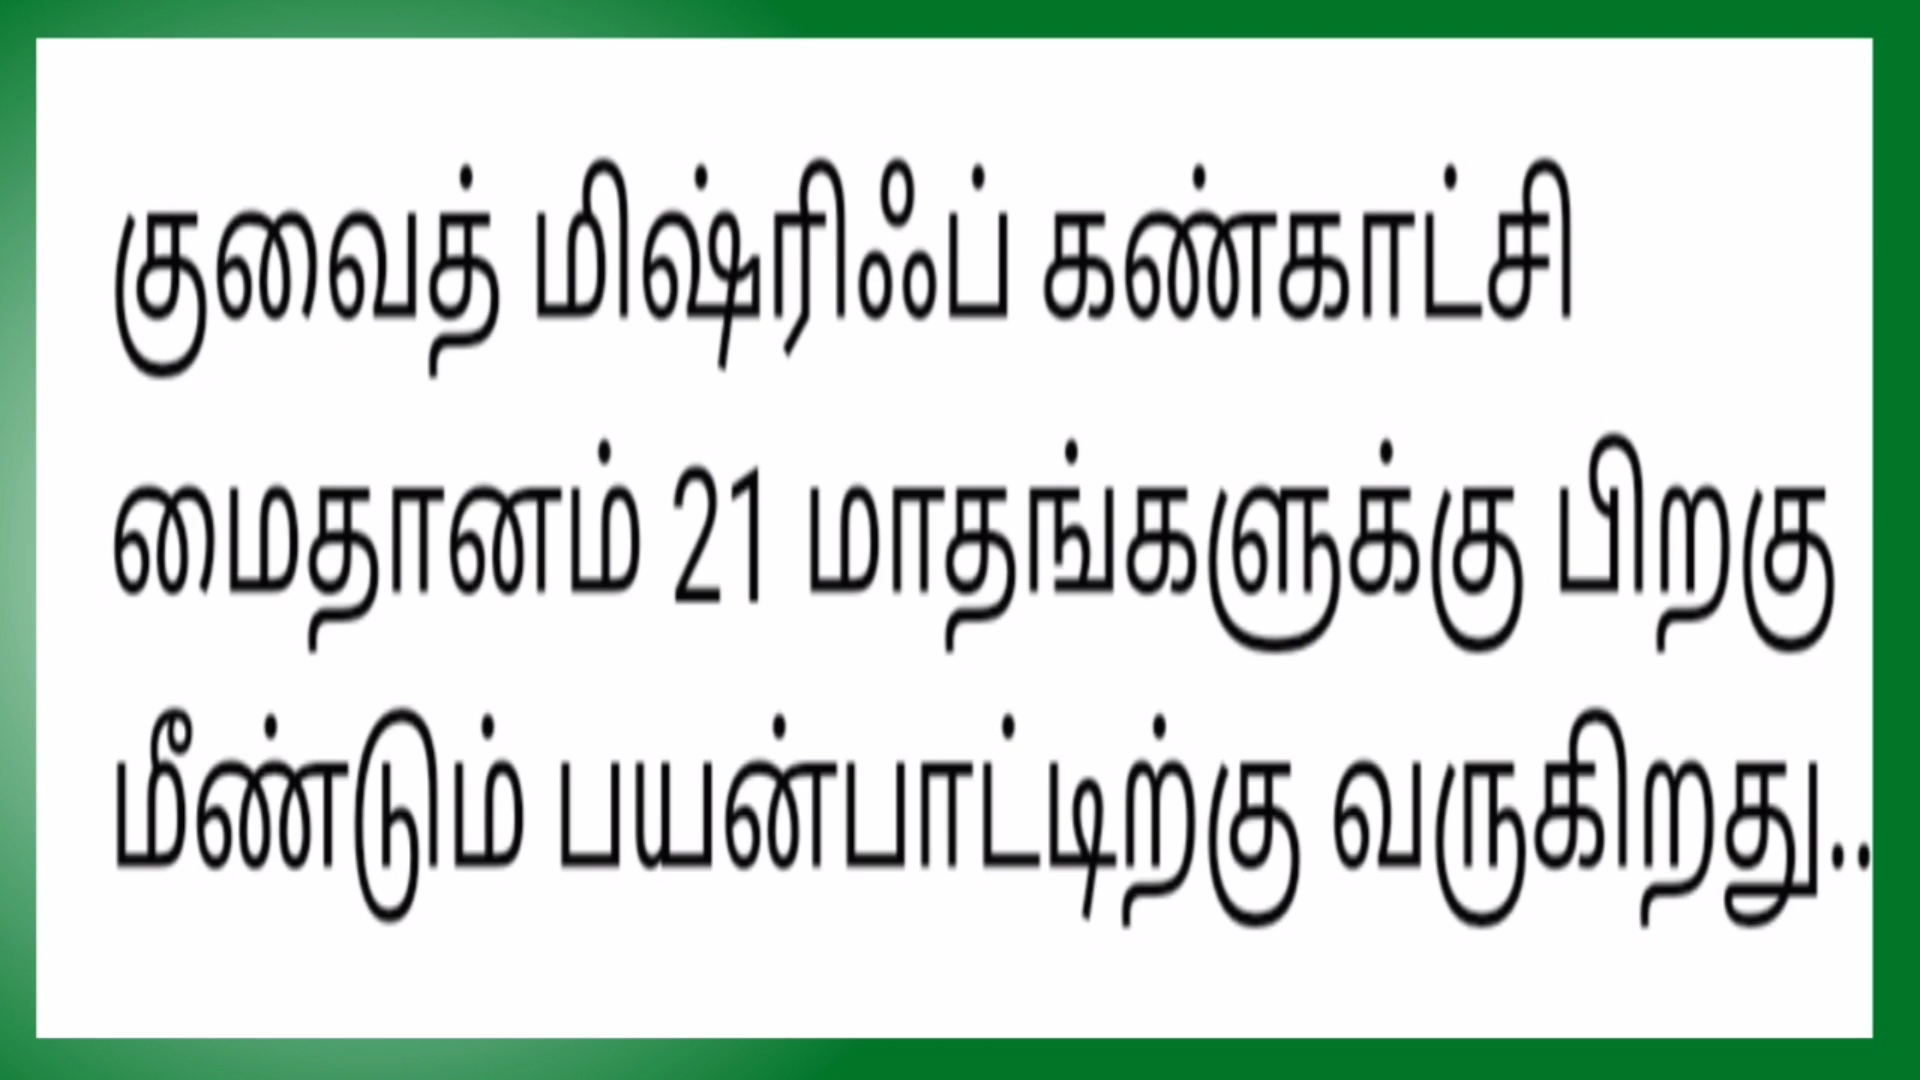 குவைத் மிஷ்ரிஃப் கண்காட்சி
மைதானம் 21 மாதங்களுக்கு பிறகு
மீண்டும் பயன்பாட்டிற்கு வருகிறது..